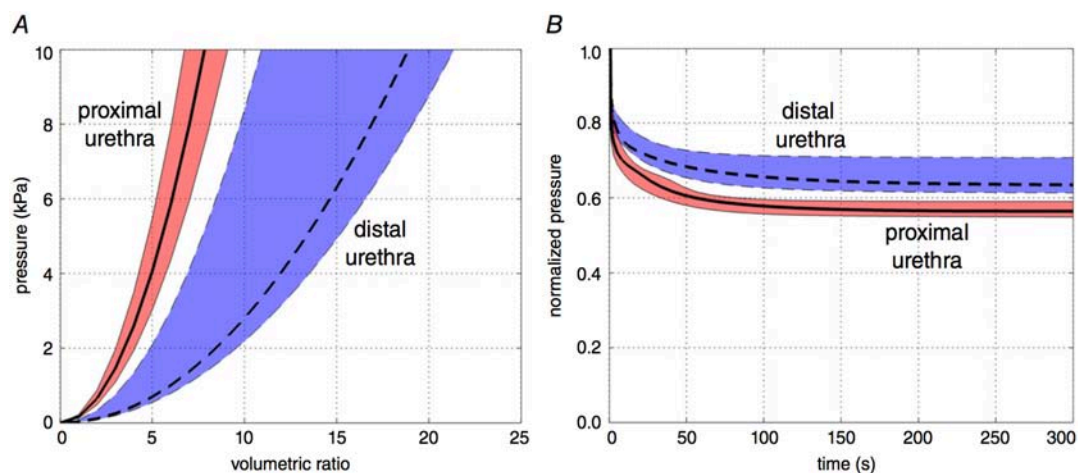 A
10
8
6
4
2
0
pressure (kPa)
proximal
urethra
distal
urethra
0 5 10 15 20 25
volumetric ratio
B
1.0
0.8
0.6
0.4
0.2
0.0
normalized pressure
distal
urethra
proximal
urethra
0 50 100 150 200 250 300
time (s)